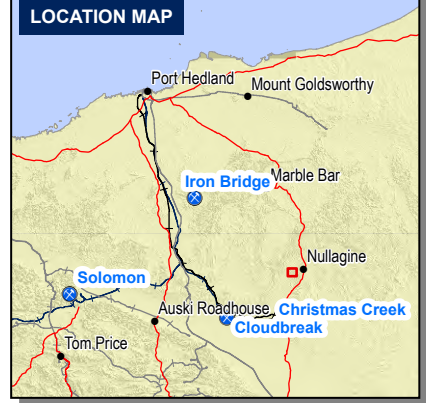 LOCATION MAP
Port Hedland
Mount Goldsworthy
Iron Bridge
Marble Bar
Nullagine
Solomon
Auski Roadhouse
Christmas Creek
Cloudbreak
Tom Price